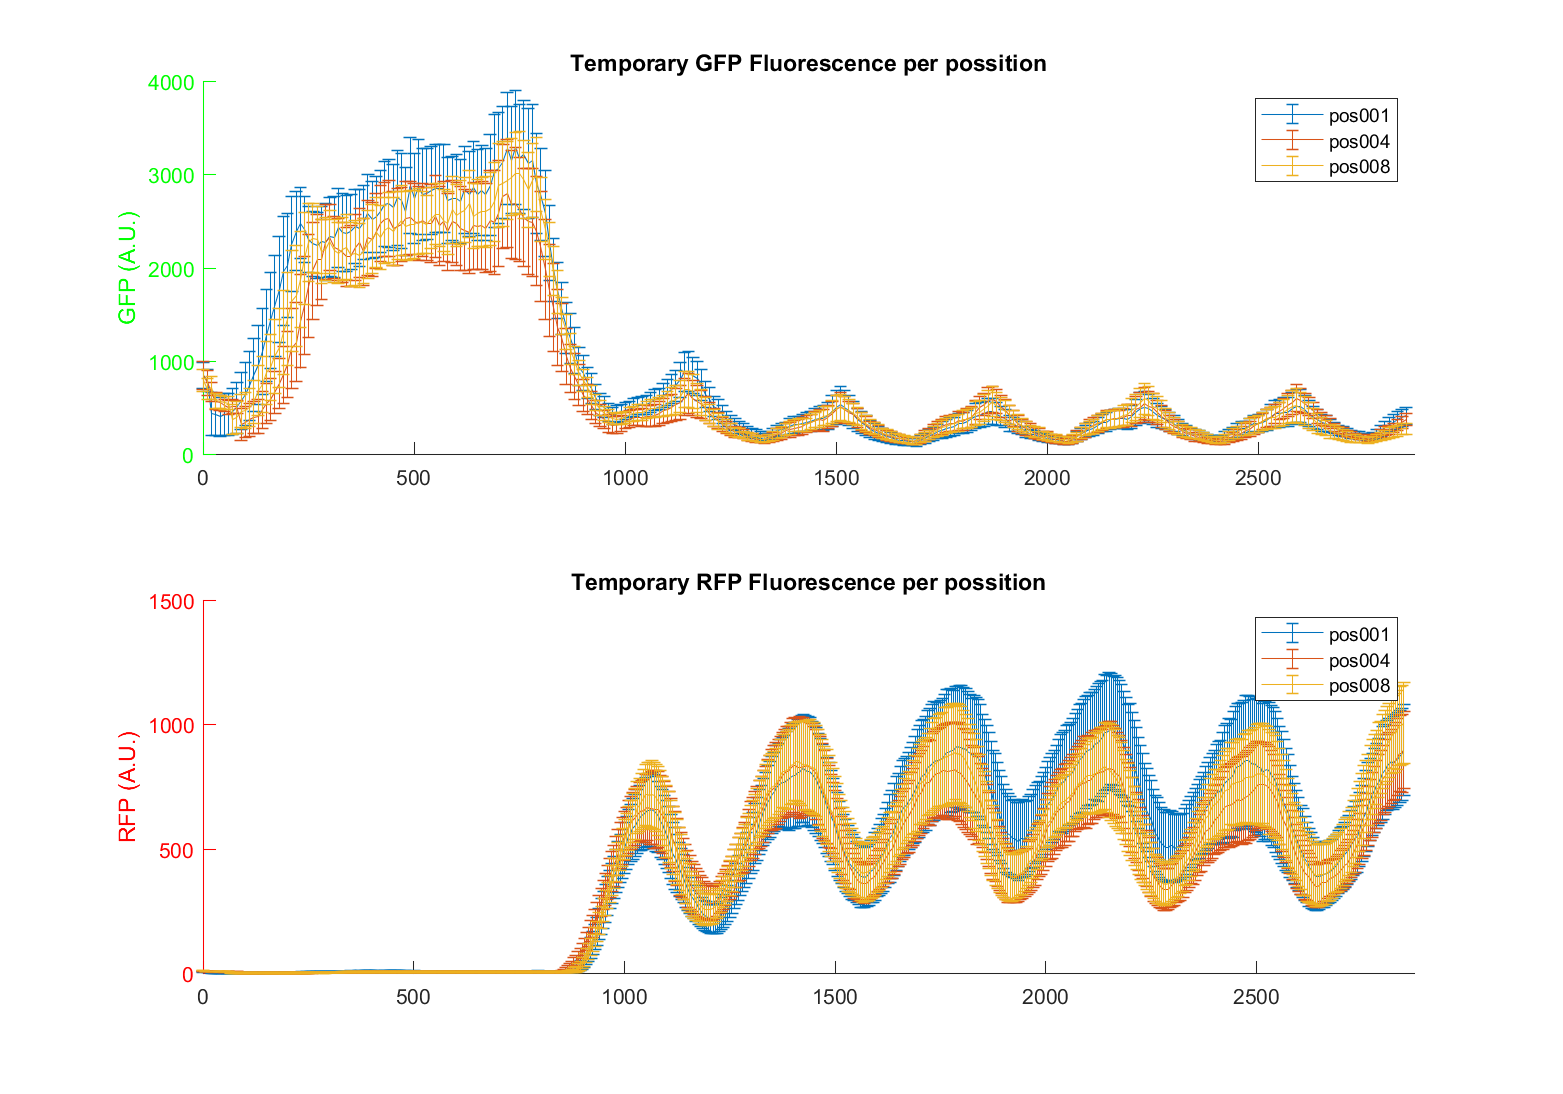 Temporary GFP Fluorescence per possition
GFP (A.U.)
4000
3000
2000
1000
0
0 500 1000 1500 2000 2500
pos001
pos004
pos008
Temporary RFP Fluorescence per possition
RFP (A.U.)
1500
1000
500
0
0 500 1000 1500 2000 2500
pos001
pos004
pos008